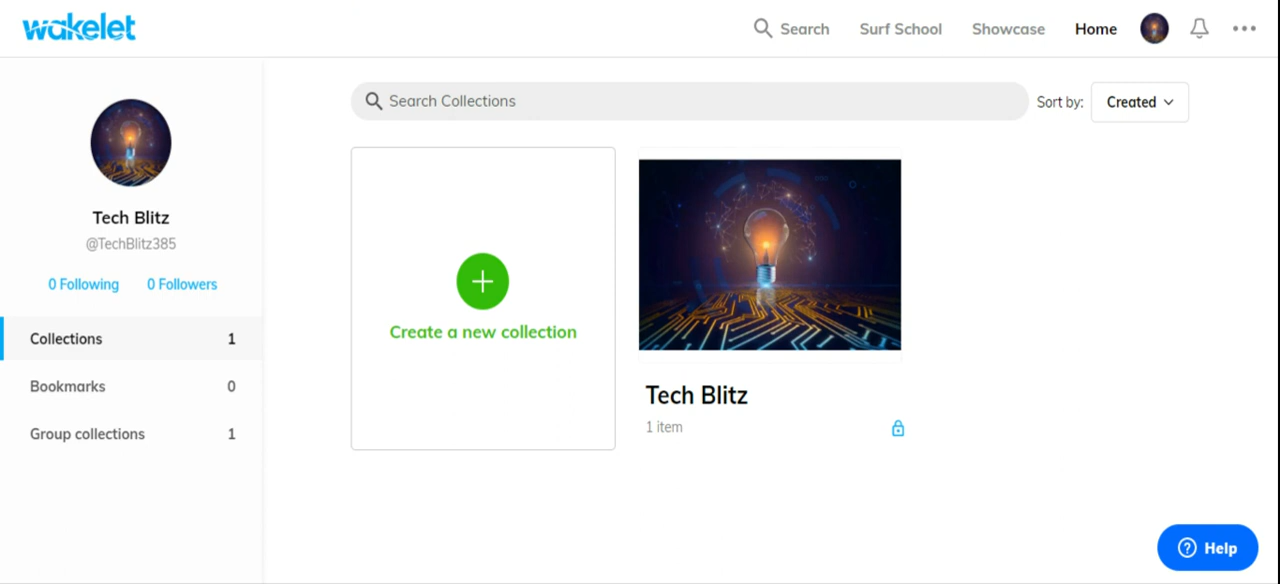 wakelet
Search
Surf School
Showcase
Home
Tech Blitz
@TechBlitz385
0 Following
0 Followers
Collections 1
Bookmarks 0
Group collections 1
Search Collections
Sort by:
Created
Create a new collection
Tech Blitz
1 item
Help